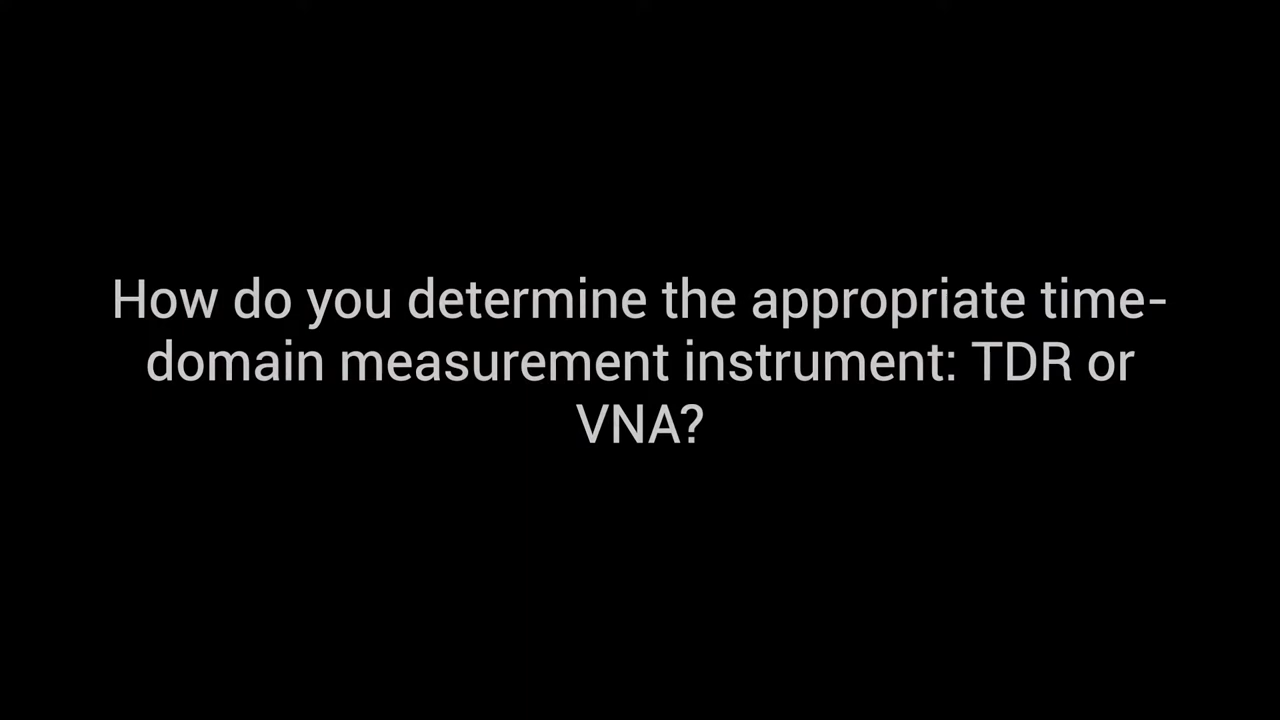 How do you determine the appropriate time-
domain measurement instrument: TDR or
VNA?